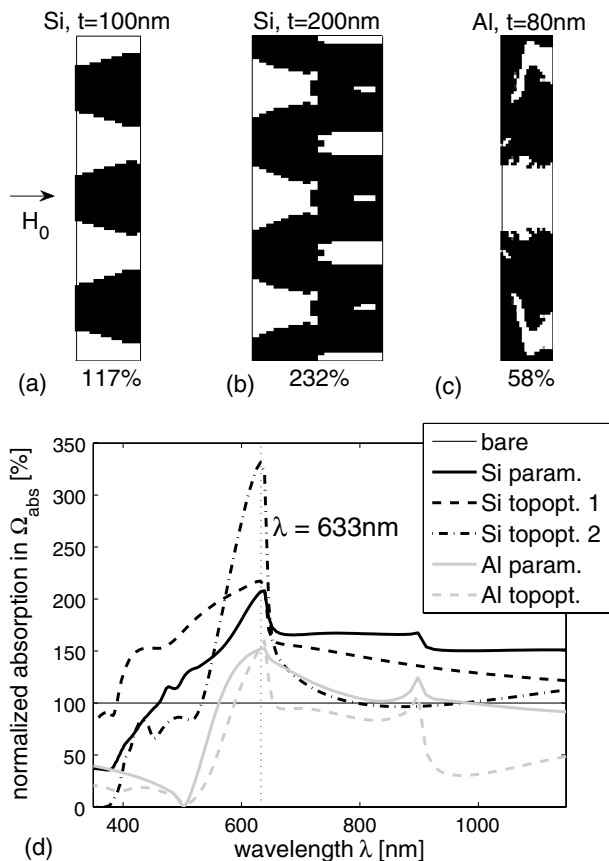 Si, t=100nm
Si, t=200nm
Al, t=80nm
H0
(a)
117%
(b)
232%
(c)
58%
normalized absorption in Ωabs [%]
350
300
250
200
150
100
50
0
λ = 633nm
bare
Si param.
Si topopt. 1
Si topopt. 2
Al param.
Al topopt.
400
600
800
1000
wavelength λ [nm]
(d)